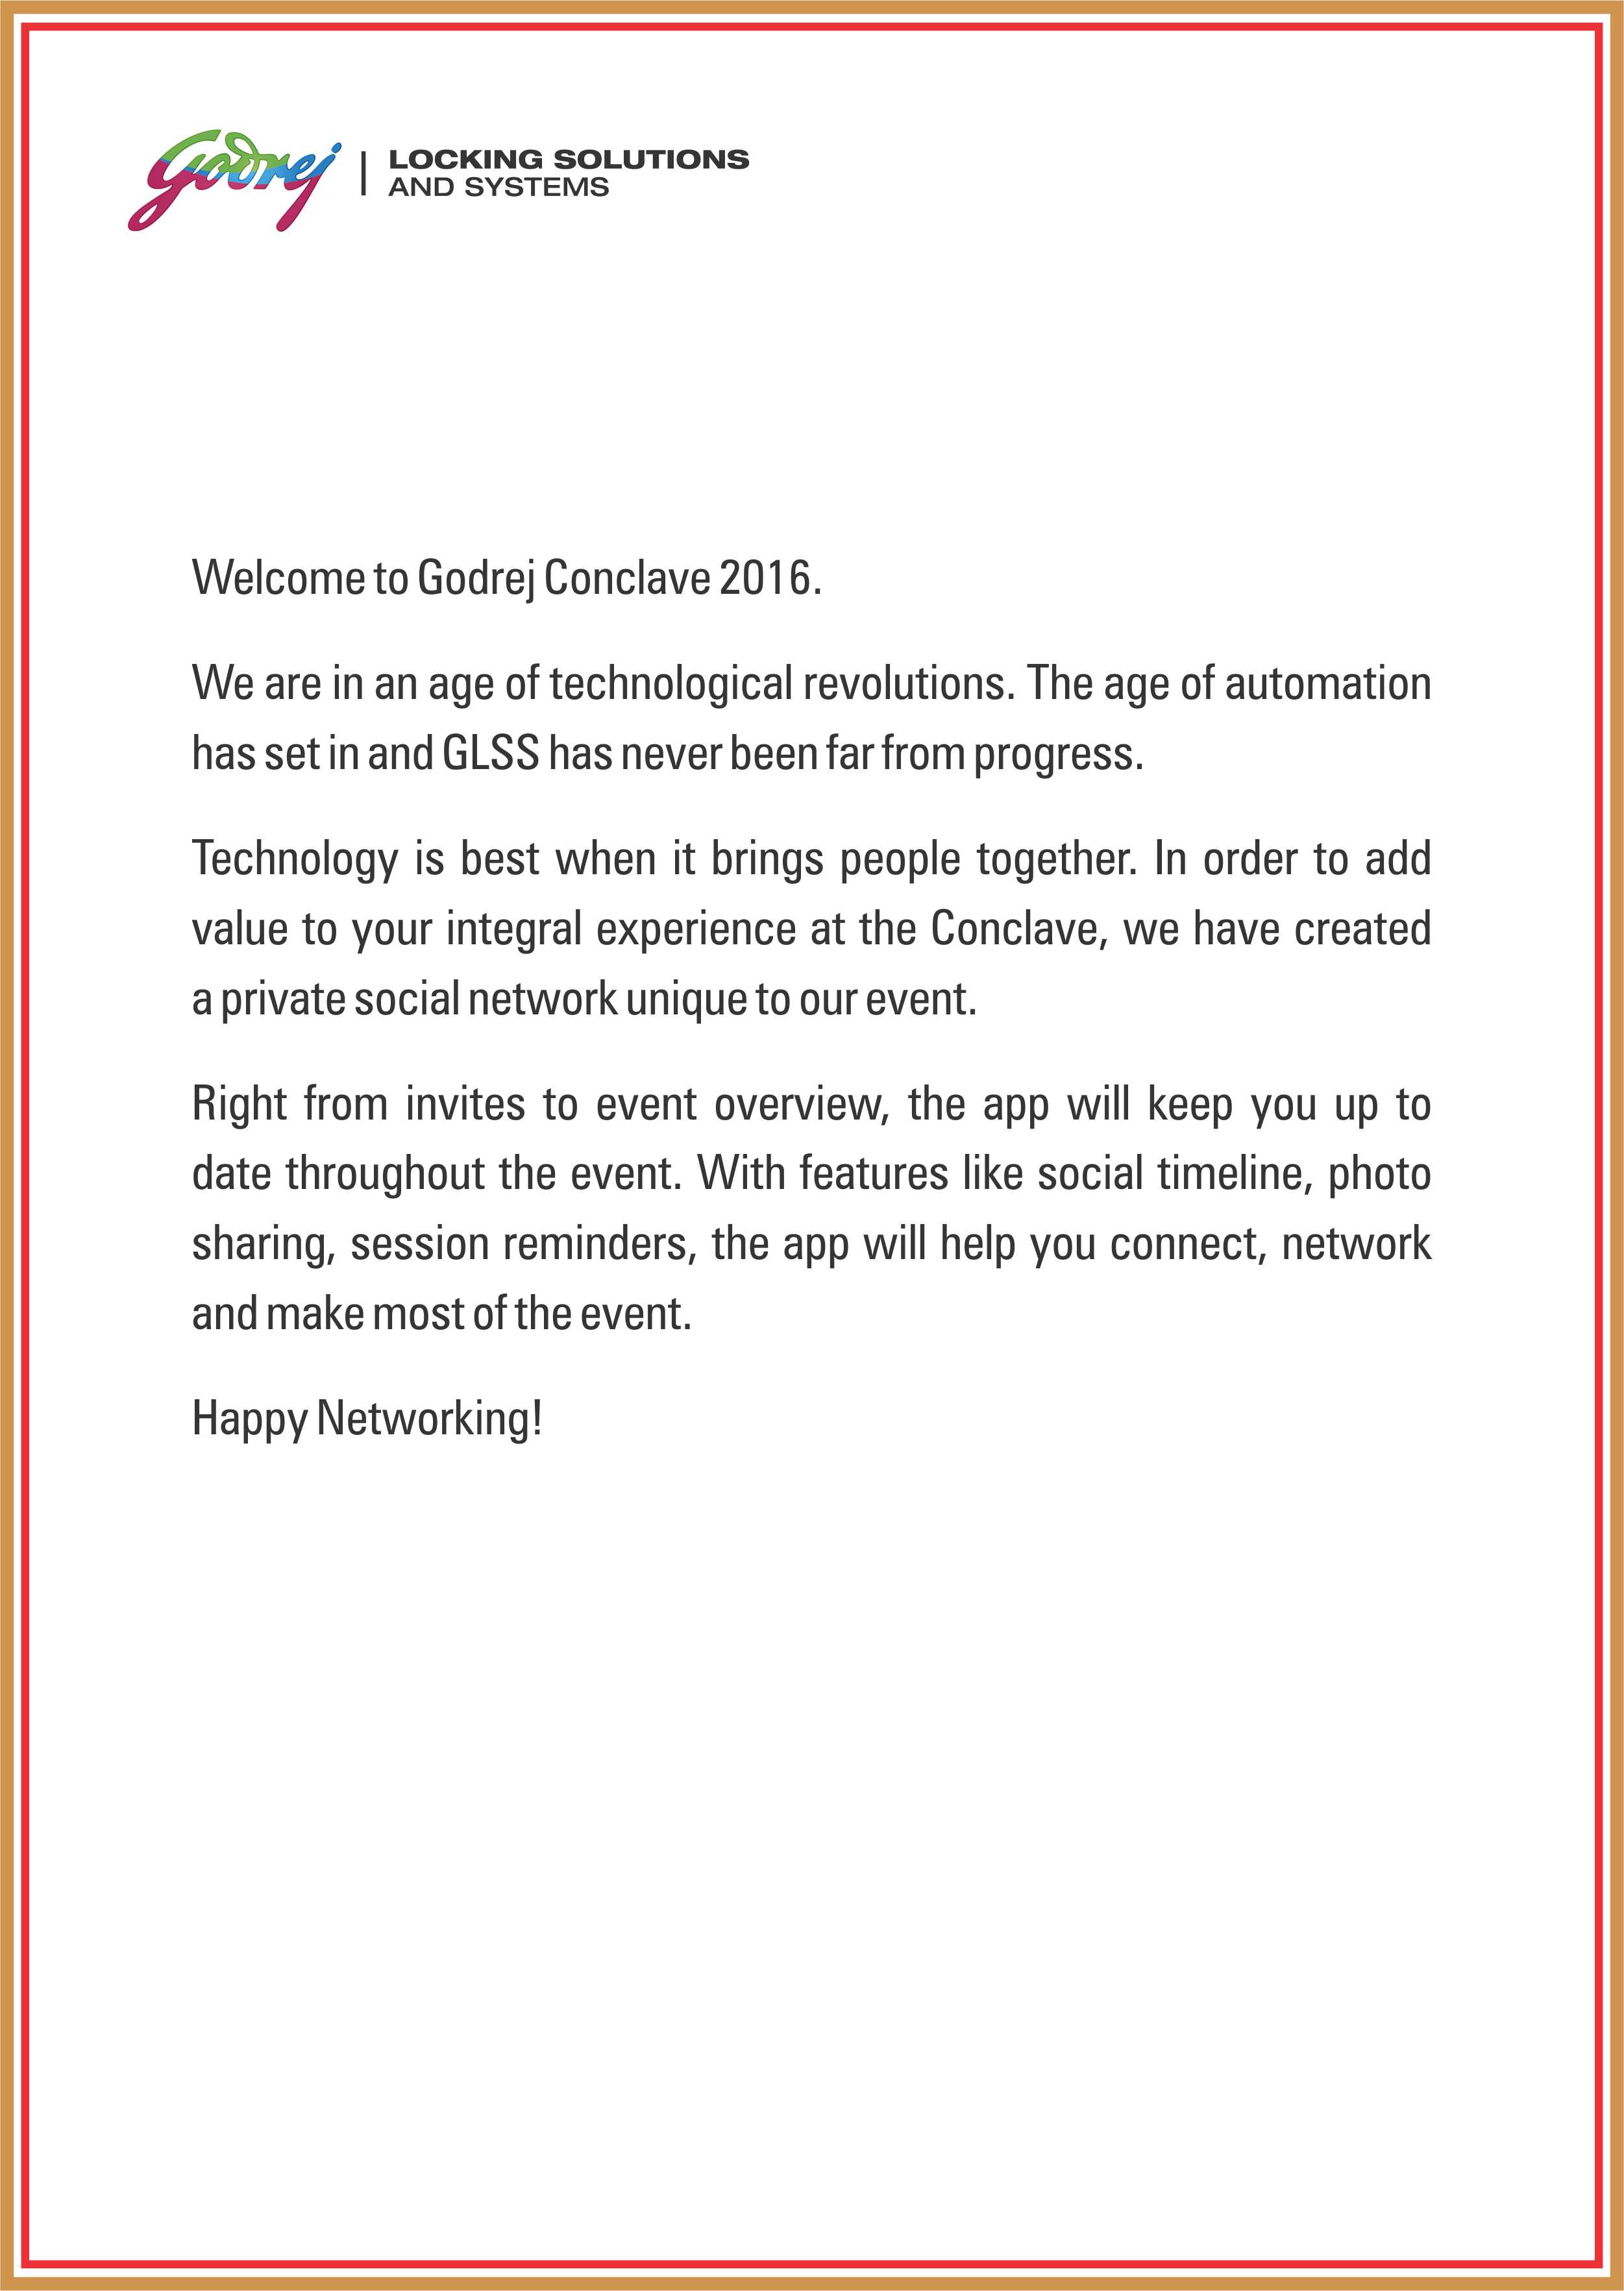 Godrej
LOCKING SOLUTIONS
AND SYSTEMS
Welcome to Godrej Conclave 2016.
We are in an age of technological revolutions. The age of automation
has set in and GLSS has never been far from progress.
Technology is best when it brings people together. In order to add
value to your integral experience at the Conclave, we have created
a private social network unique to our event.
Right from invites to event overview, the app will keep you up to
date throughout the event. With features like social timeline, photo
sharing, session reminders, the app will help you connect, network
and make most of the event.
Happy Networking!